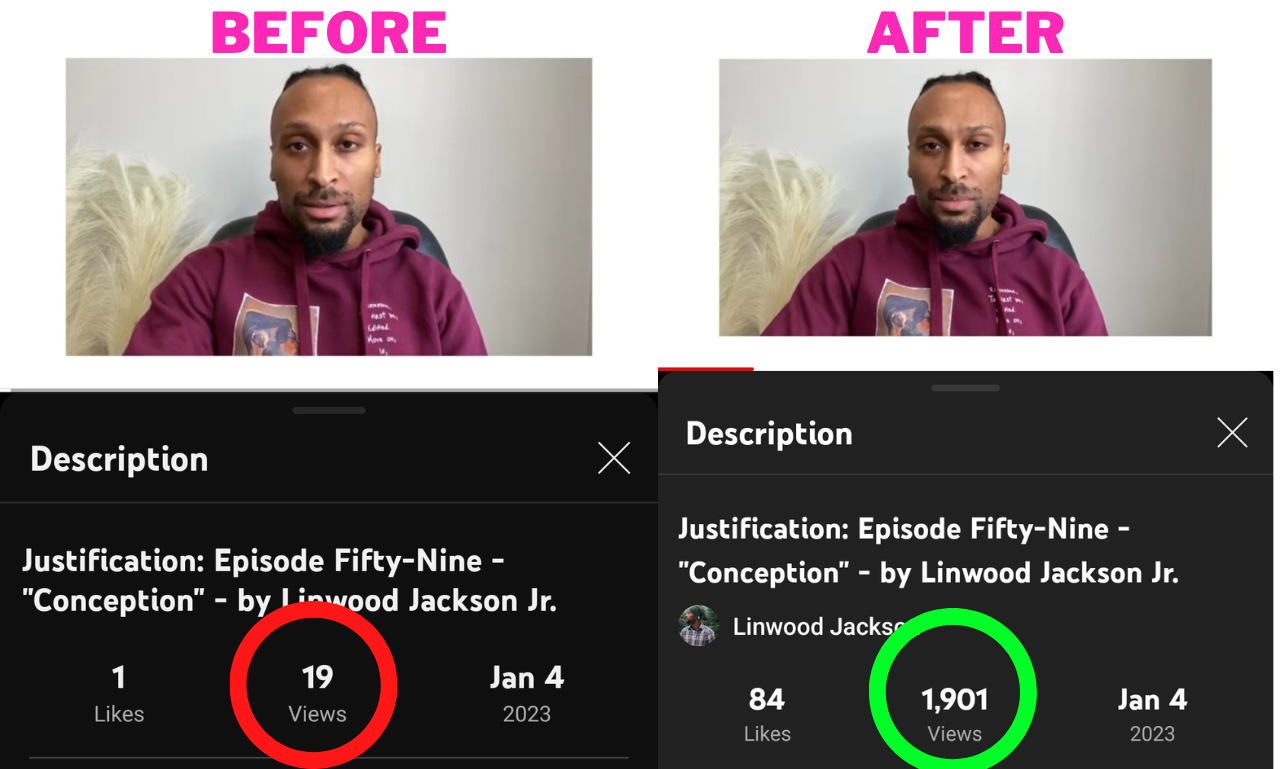 BEFORE
Description
Justification: Episode Fifty-Nine -
"Conception" - by Linwood Jackson Jr.
1
19
Jan 4
Likes
Views
2023
AFTER
Description
Justification: Episode Fifty-Nine -
"Conception" - by Linwood Jackson Jr.
Linwood Jackso
84
1,901
Jan 4
Likes
Views
2023